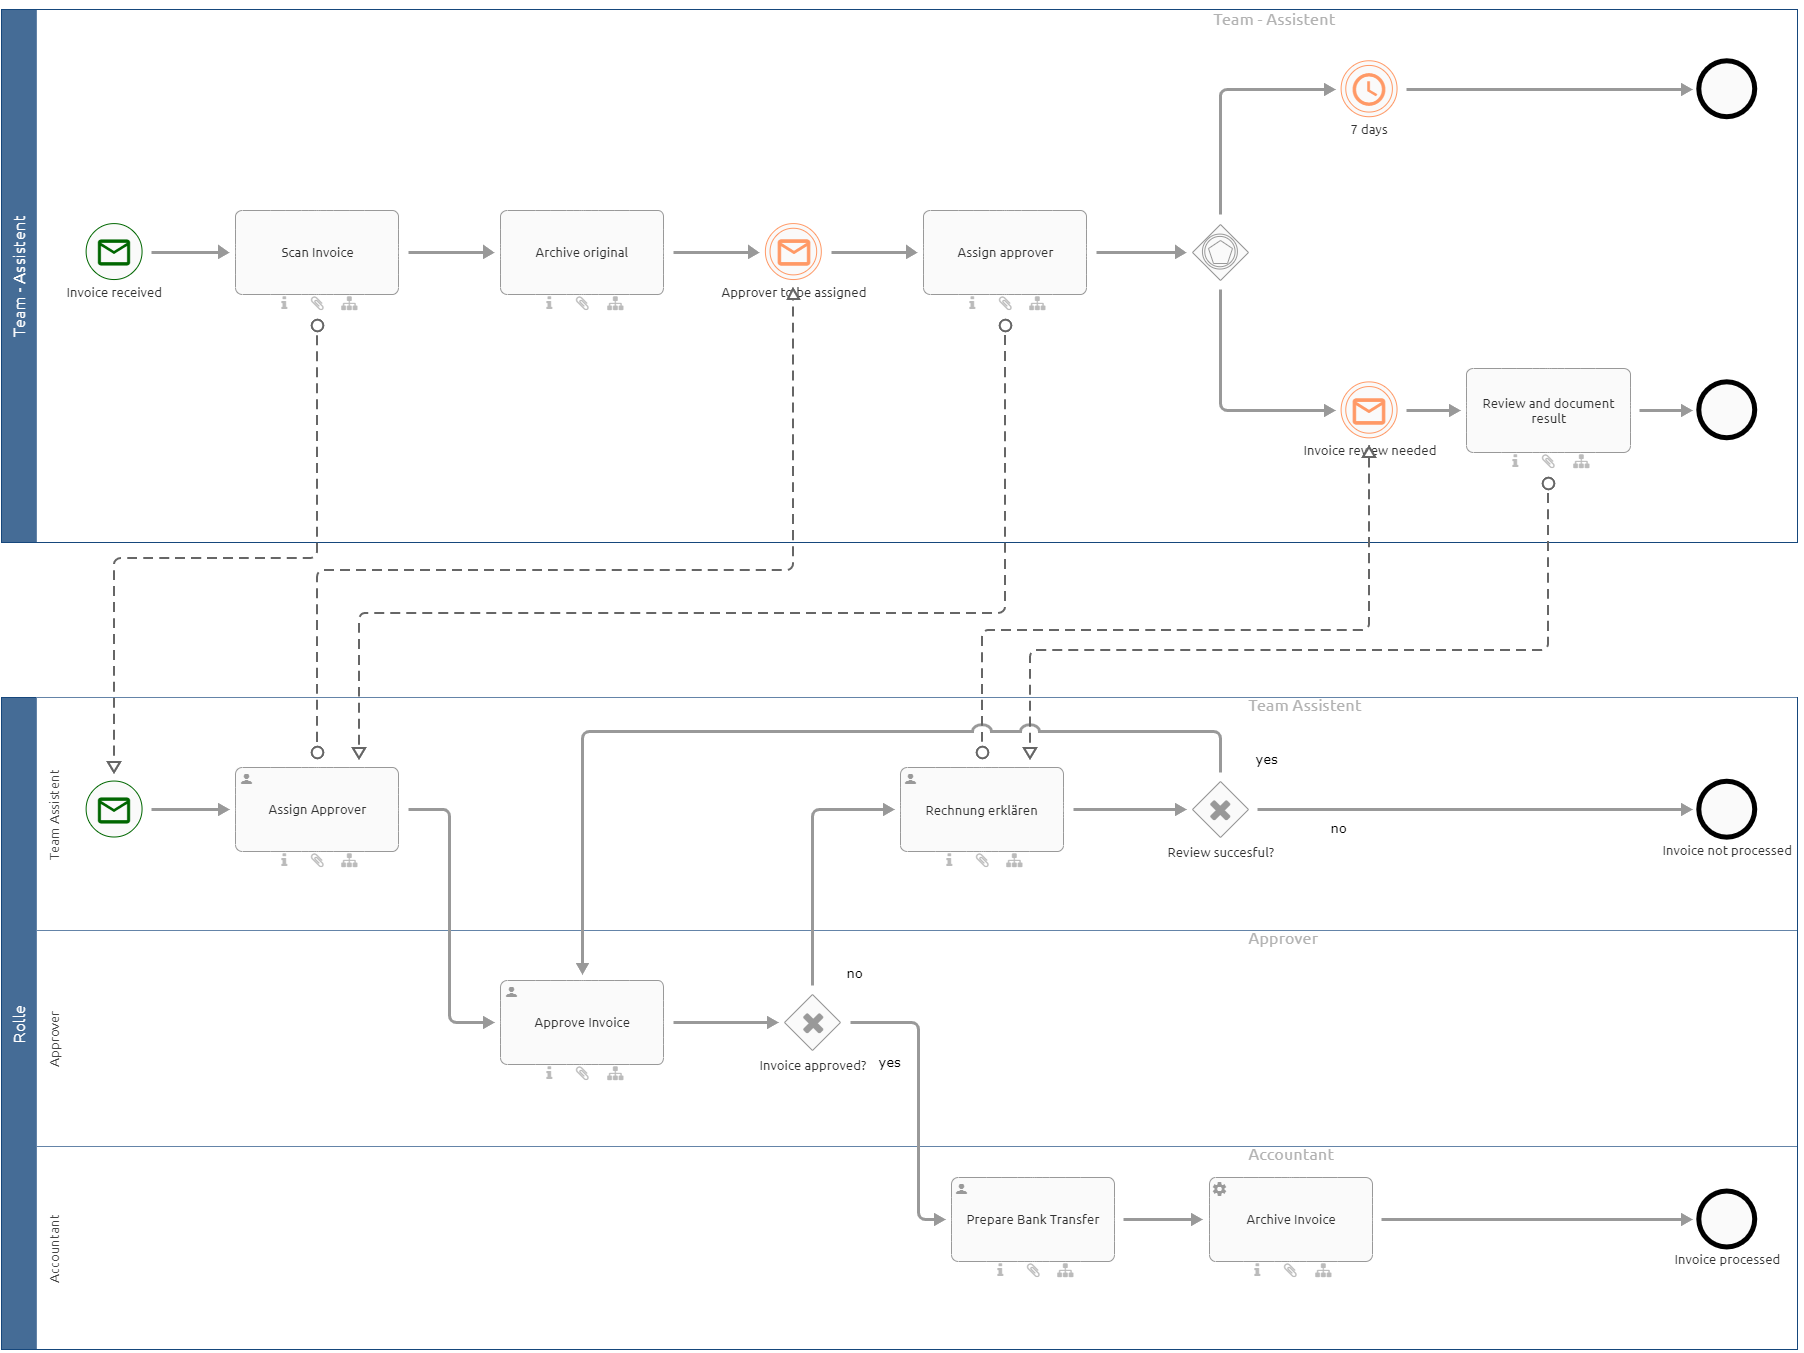 Team - Assistent
Team - Assistent
7 days
Scan Invoice
Archive original
Assign approver
Invoice received
Approver to be assigned
Review and document
result
Invoice review needed
Rolle
Team Assistent
Team Assistent
yes
Assign Approver
Rechnung erklären
no
Review succesful?
Invoice not processed
Approver
Approver
no
Approve Invoice
Invoice approved?
yes
Accountant
Accountant
Prepare Bank Transfer
Archive Invoice
Invoice processed